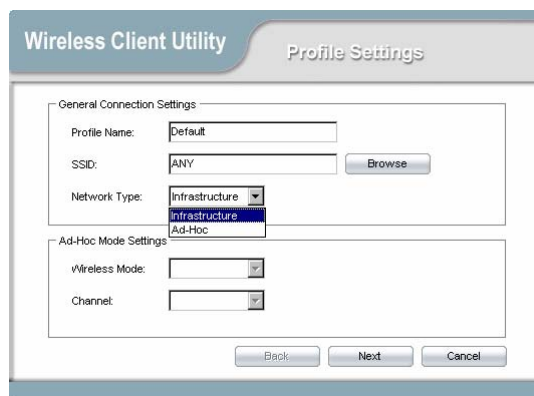 Wireless Client Utility
Profile Settings
General Connection Settings
Profile Name: Default
SSID: ANY Browse
Network Type: Infrastructure
Infrastructure
Ad-Hoc
Ad-Hoc Mode Settings
Wireless Mode:
Channel:
Back Next Cancel